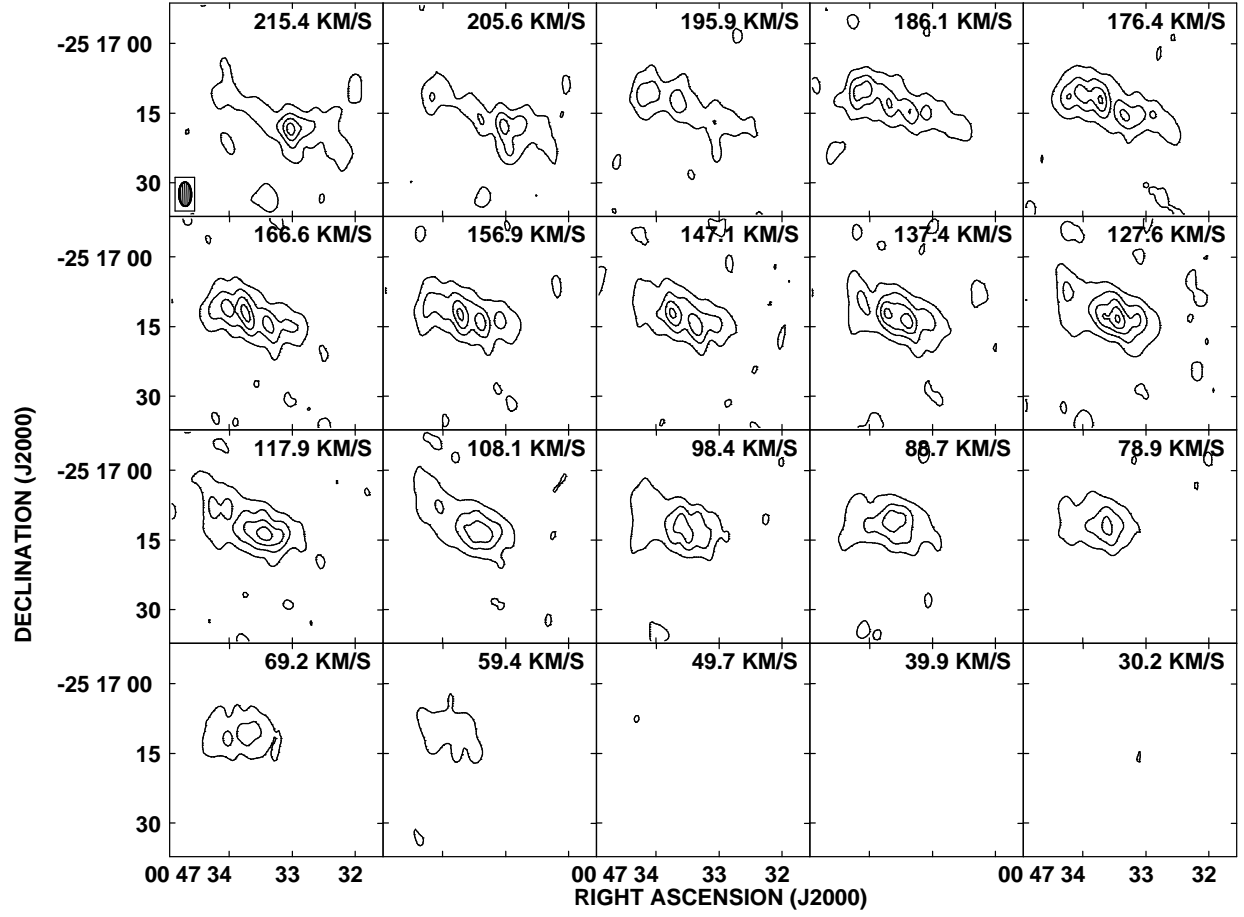 215.4 KM/S 205.6 KM/S 195.9 KM/S 186.1 KM/S 176.4 KM/S
-25 17 00
15
30
166.6 KM/S 156.9 KM/S 147.1 KM/S 137.4 KM/S 127.6 KM/S
-25 17 00
15
30
117.9 KM/S 108.1 KM/S 98.4 KM/S 88.7 KM/S 78.9 KM/S
-25 17 00
15
30
69.2 KM/S 59.4 KM/S 49.7 KM/S 39.9 KM/S 30.2 KM/S
-25 17 00
15
30
DECLINATION (J2000)
00 47 34 33 32 00 47 34 33 32
RIGHT ASCENSION (J2000)